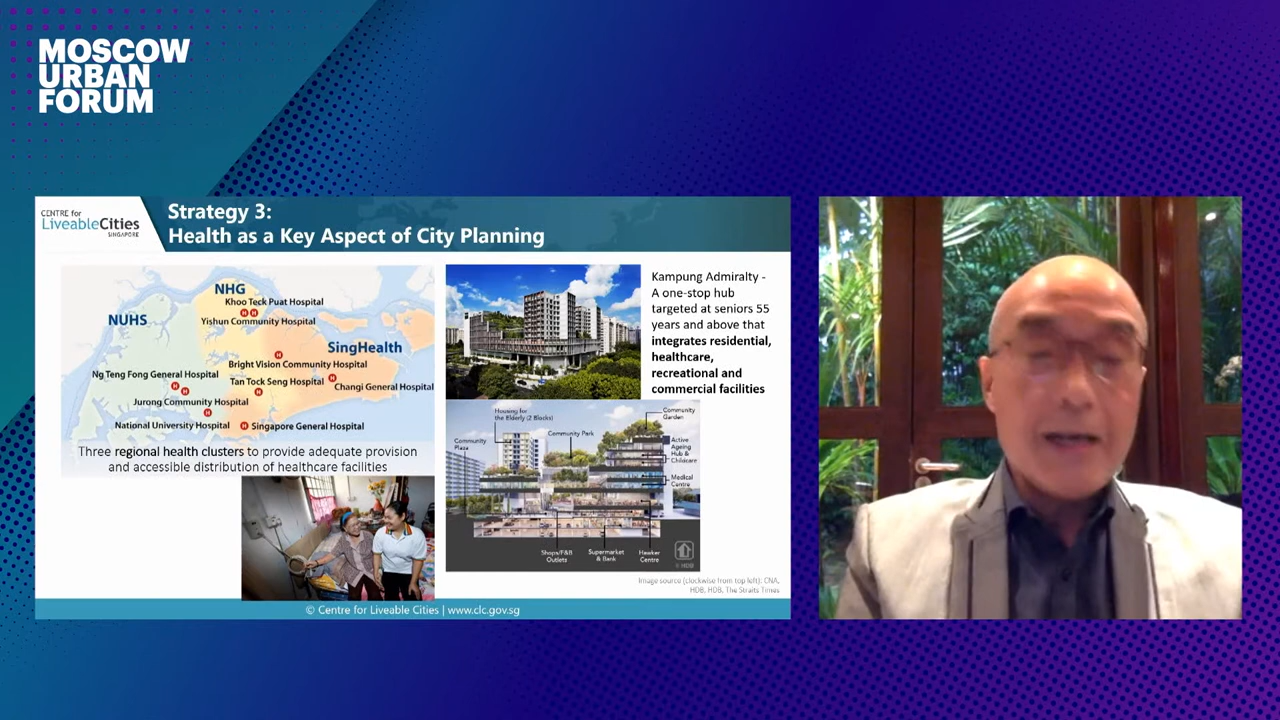 MOSCOW
URBAN
FORUM
CENTRE for
LiveableCities
SINGAPORE
Strategy 3:
Health as a Key Aspect of City Planning
NHG
Khoo Teck Puat Hospital
Yishun Community Hospital
NUHS
SingHealth
Bright Vision Community Hospital
Ng Teng Fong General Hospital
Tan Tock Seng Hospital
Changi General Hospital
Jurong Community Hospital
National University Hospital
Singapore General Hospital
H
H
H
H
H
H
H
H
H
Three regional health clusters to provide adequate provision
and accessible distribution of healthcare facilities
Kampung Admiralty -
A one-stop hub
targeted at seniors 55
years and above that
integrates residential,
healthcare,
recreational and
commercial facilities
Housing for
the Elderly (2 Blocks)
Community
Garden
Community
Plaza
Community Park
Active
Ageing
Hub &
Childcare
Medical
Centre
Shops/F&B
Outlets
Supermarket
& Bank
Hawker
Centre
© HDB
Image source (clockwise from top left): CNA,
HDB, HDB, The Straits Times
© Centre for Liveable Cities | www.clc.gov.sg